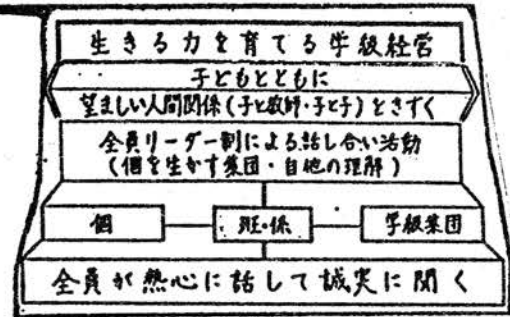 生きる力を育てる学級経営
子どもとともに
望ましい人間関係(子と教師・子と子)ときずく
全員リーダー制による話し合い活動
(個を生かす集団・自他の理解)
個
班・係
学級集団
全員が熱心に話して誠実に聞く